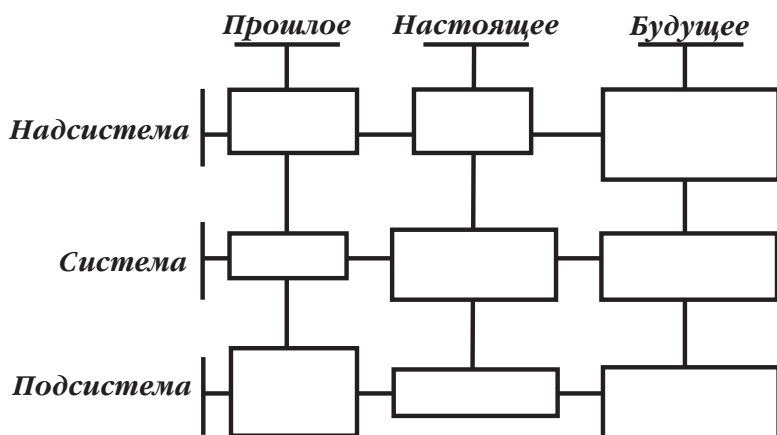 Прошлое Настоящее Будущее
Надсистема
Система
Подсистема